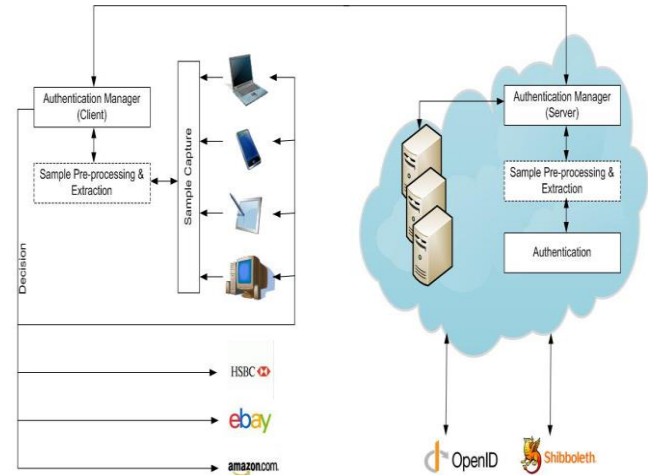 Authentication Manager
(Client)
Sample Pre-processing &
Extraction
Sample Capture
Decision
HSBC
ebay
amazon.com.
Authentication Manager
(Server)
Sample Pre-processing &
Extraction
Authentication
OpenID
Shibboleth.